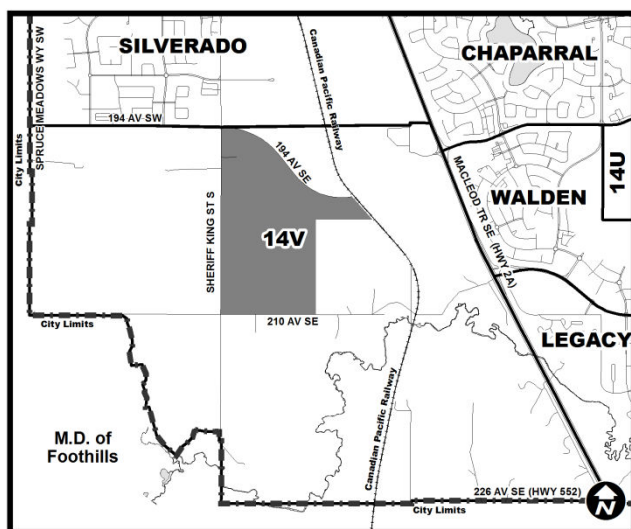 SILVERADO
CHAPARRAL
SPRUCE MEADOWS WY SW
City Limits
194 AV SW
Canadian Pacific Railway
194 AV SE
MACLEOD TR SE (HWY 2A)
14U
WALDEN
SHERIFF KING ST S
14V
City Limits
210 AV SE
LEGACY
Canadian Pacific Railway
M.D. of
Foothills
226 AV SE (HWY 552)
City Limits
N